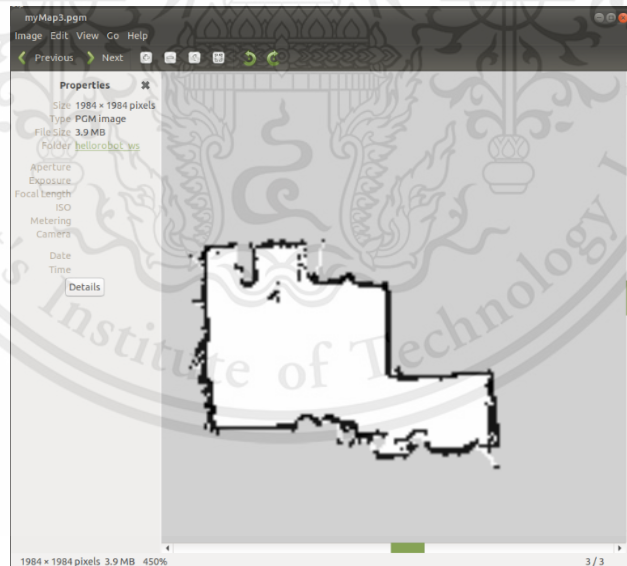 myMap3.pgm
Image Edit View Go Help
Previous Next
Properties
Size 1984 × 1984 pixels
Type PGM image
File Size 3.9 MB
Folder hellorobot_ws
Aperture
Exposure
Focal Length
ISO
Metering
Camera
Date
Time
Details
's Institute of Technology L
1984 × 1984 pixels 3.9 MB 450%
3 / 3